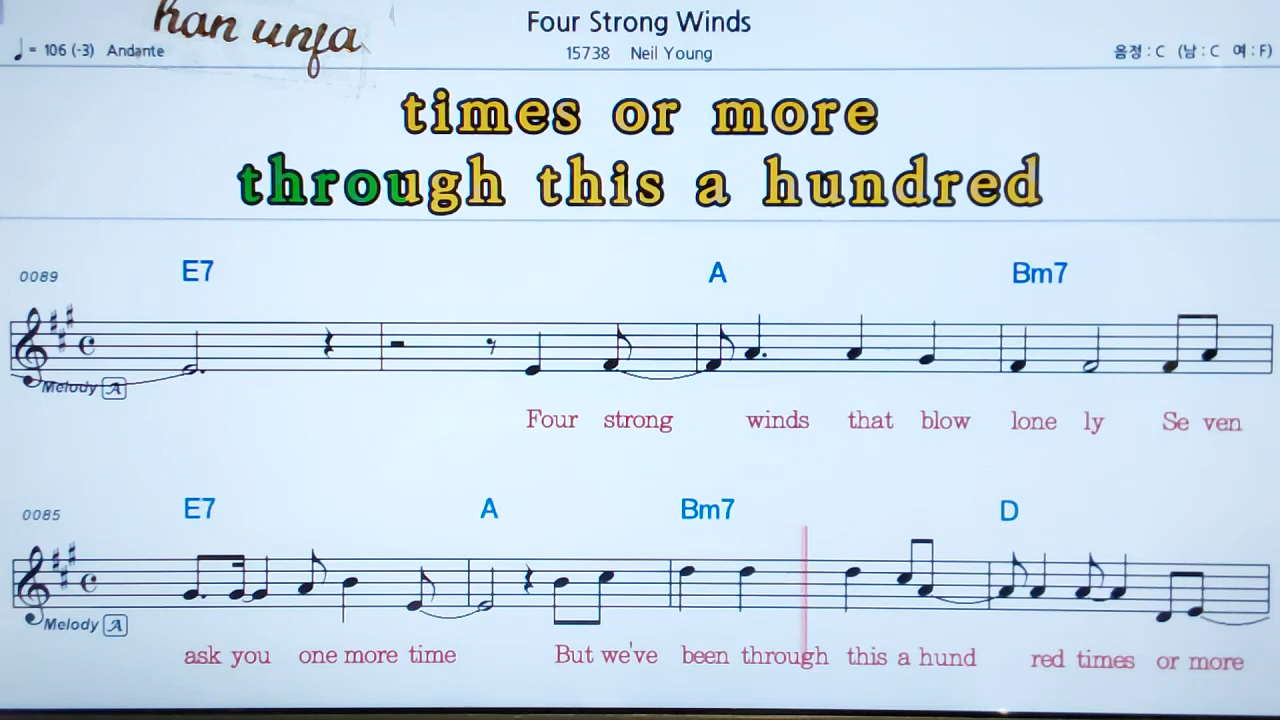 han unfa
Four Strong Winds
♩ = 106 (-3) Andante
15738 Neil Young
음정 : C (남 : C 여 : F)
times or more
through this a hundred
0089
E7 A Bm7
Melody A
Four strong winds that blow lone ly Se ven
0085
E7 A Bm7 D
Melody A
ask you one more time But we've been through this a hund red times or more